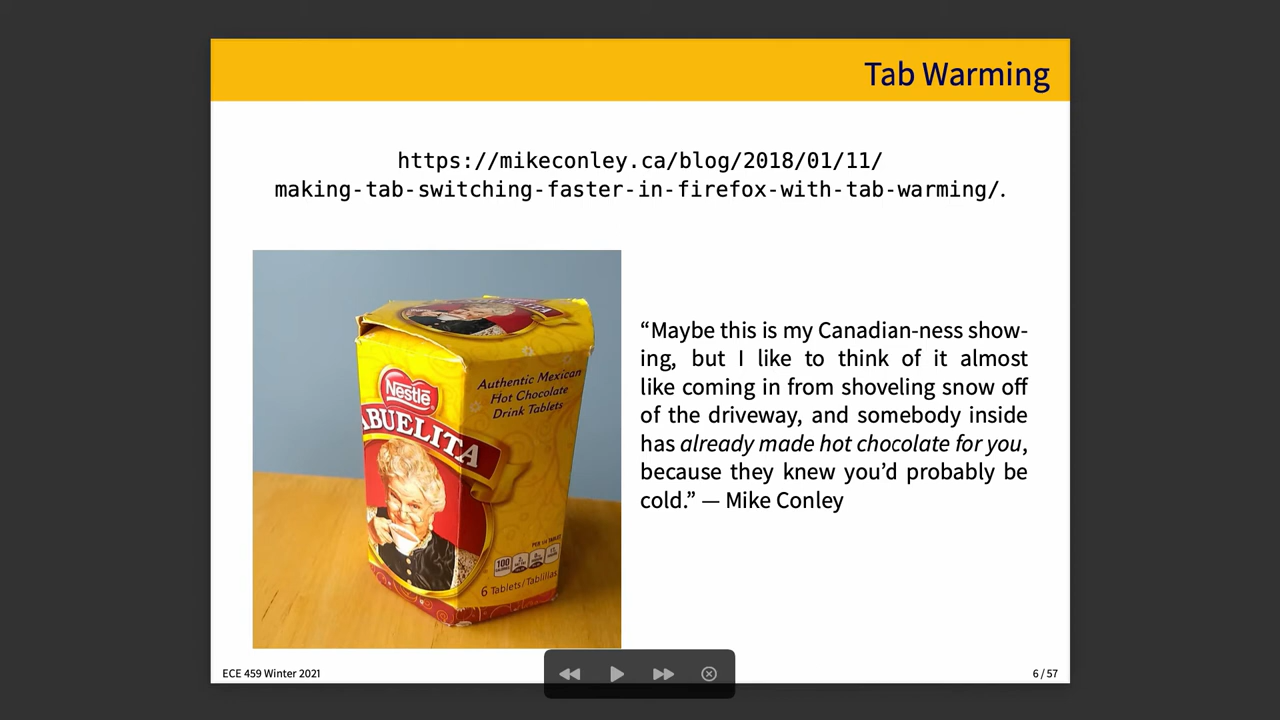 Tab Warming
https://mikeconley.ca/blog/2018/01/11/
making-tab-switching-faster-in-firefox-with-tab-warming/.
Nestlé
ABUELITA
Authentic Mexican
Hot Chocolate
Drink Tablets
100
6 Tablets/Tablillas
“Maybe this is my Canadian-ness show-
ing, but I like to think of it almost
like coming in from shoveling snow off
of the driveway, and somebody inside
has already made hot chocolate for you,
because they knew you’d probably be
cold.” — Mike Conley
ECE 459 Winter 2021
6 / 57